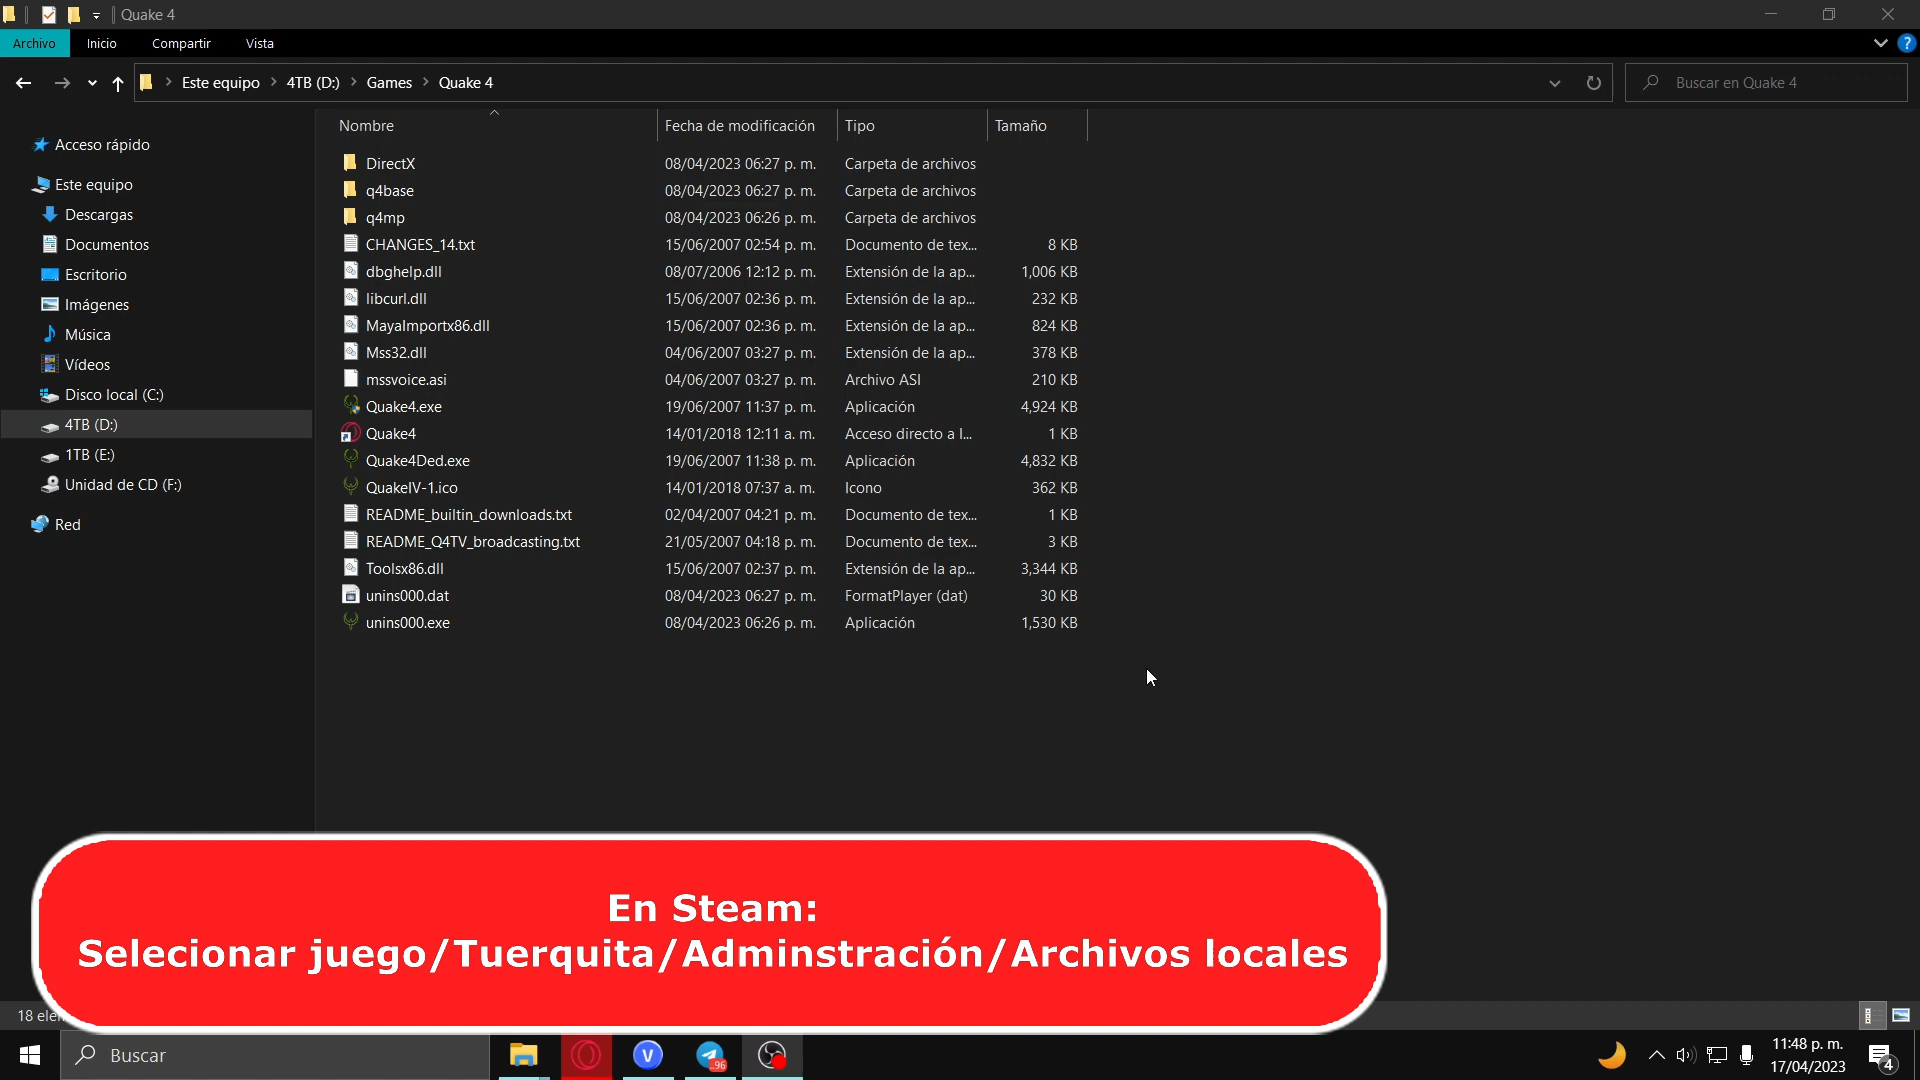 Quake 4
Archivo Inicio Compartir Vista
Este equipo 4TB (D:) Games Quake 4 Buscar en Quake 4
Nombre Fecha de modificación Tipo Tamaño
Acceso rápido
Este equipo
Descargas
Documentos
Escritorio
Imágenes
Música
Vídeos
Disco local (C:)
4TB (D:)
1TB (E:)
Unidad de CD (F:)
Red
DirectX 08/04/2023 06:27 p. m. Carpeta de archivos
q4base 08/04/2023 06:27 p. m. Carpeta de archivos
q4mp 08/04/2023 06:26 p. m. Carpeta de archivos
CHANGES_14.txt 15/06/2007 02:54 p. m. Documento de tex... 8 KB
dbghelp.dll 08/07/2006 12:12 p. m. Extensión de la ap... 1,006 KB
libcurl.dll 15/06/2007 02:36 p. m. Extensión de la ap... 232 KB
MayaImportx86.dll 15/06/2007 02:36 p. m. Extensión de la ap... 824 KB
Mss32.dll 04/06/2007 03:27 p. m. Extensión de la ap... 378 KB
mssvoice.asi 04/06/2007 03:27 p. m. Archivo ASI 210 KB
Quake4.exe 19/06/2007 11:37 p. m. Aplicación 4,924 KB
Quake4 14/01/2018 12:11 a. m. Acceso directo a I... 1 KB
Quake4Ded.exe 19/06/2007 11:38 p. m. Aplicación 4,832 KB
QuakeIV-1.ico 14/01/2018 07:37 a. m. Icono 362 KB
README_builtin_downloads.txt 02/04/2007 04:21 p. m. Documento de tex... 1 KB
README_Q4TV_broadcasting.txt 21/05/2007 04:18 p. m. Documento de tex... 3 KB
Toolsx86.dll 15/06/2007 02:37 p. m. Extensión de la ap... 3,344 KB
unins000.dat 08/04/2023 06:27 p. m. FormatPlayer (dat) 30 KB
unins000.exe 08/04/2023 06:26 p. m. Aplicación 1,530 KB
En Steam:
Selecionar juego/Tuerquita/Adminstración/Archivos locales
18 ele
Buscar
V
96
11:48 p. m.
17/04/2023
4